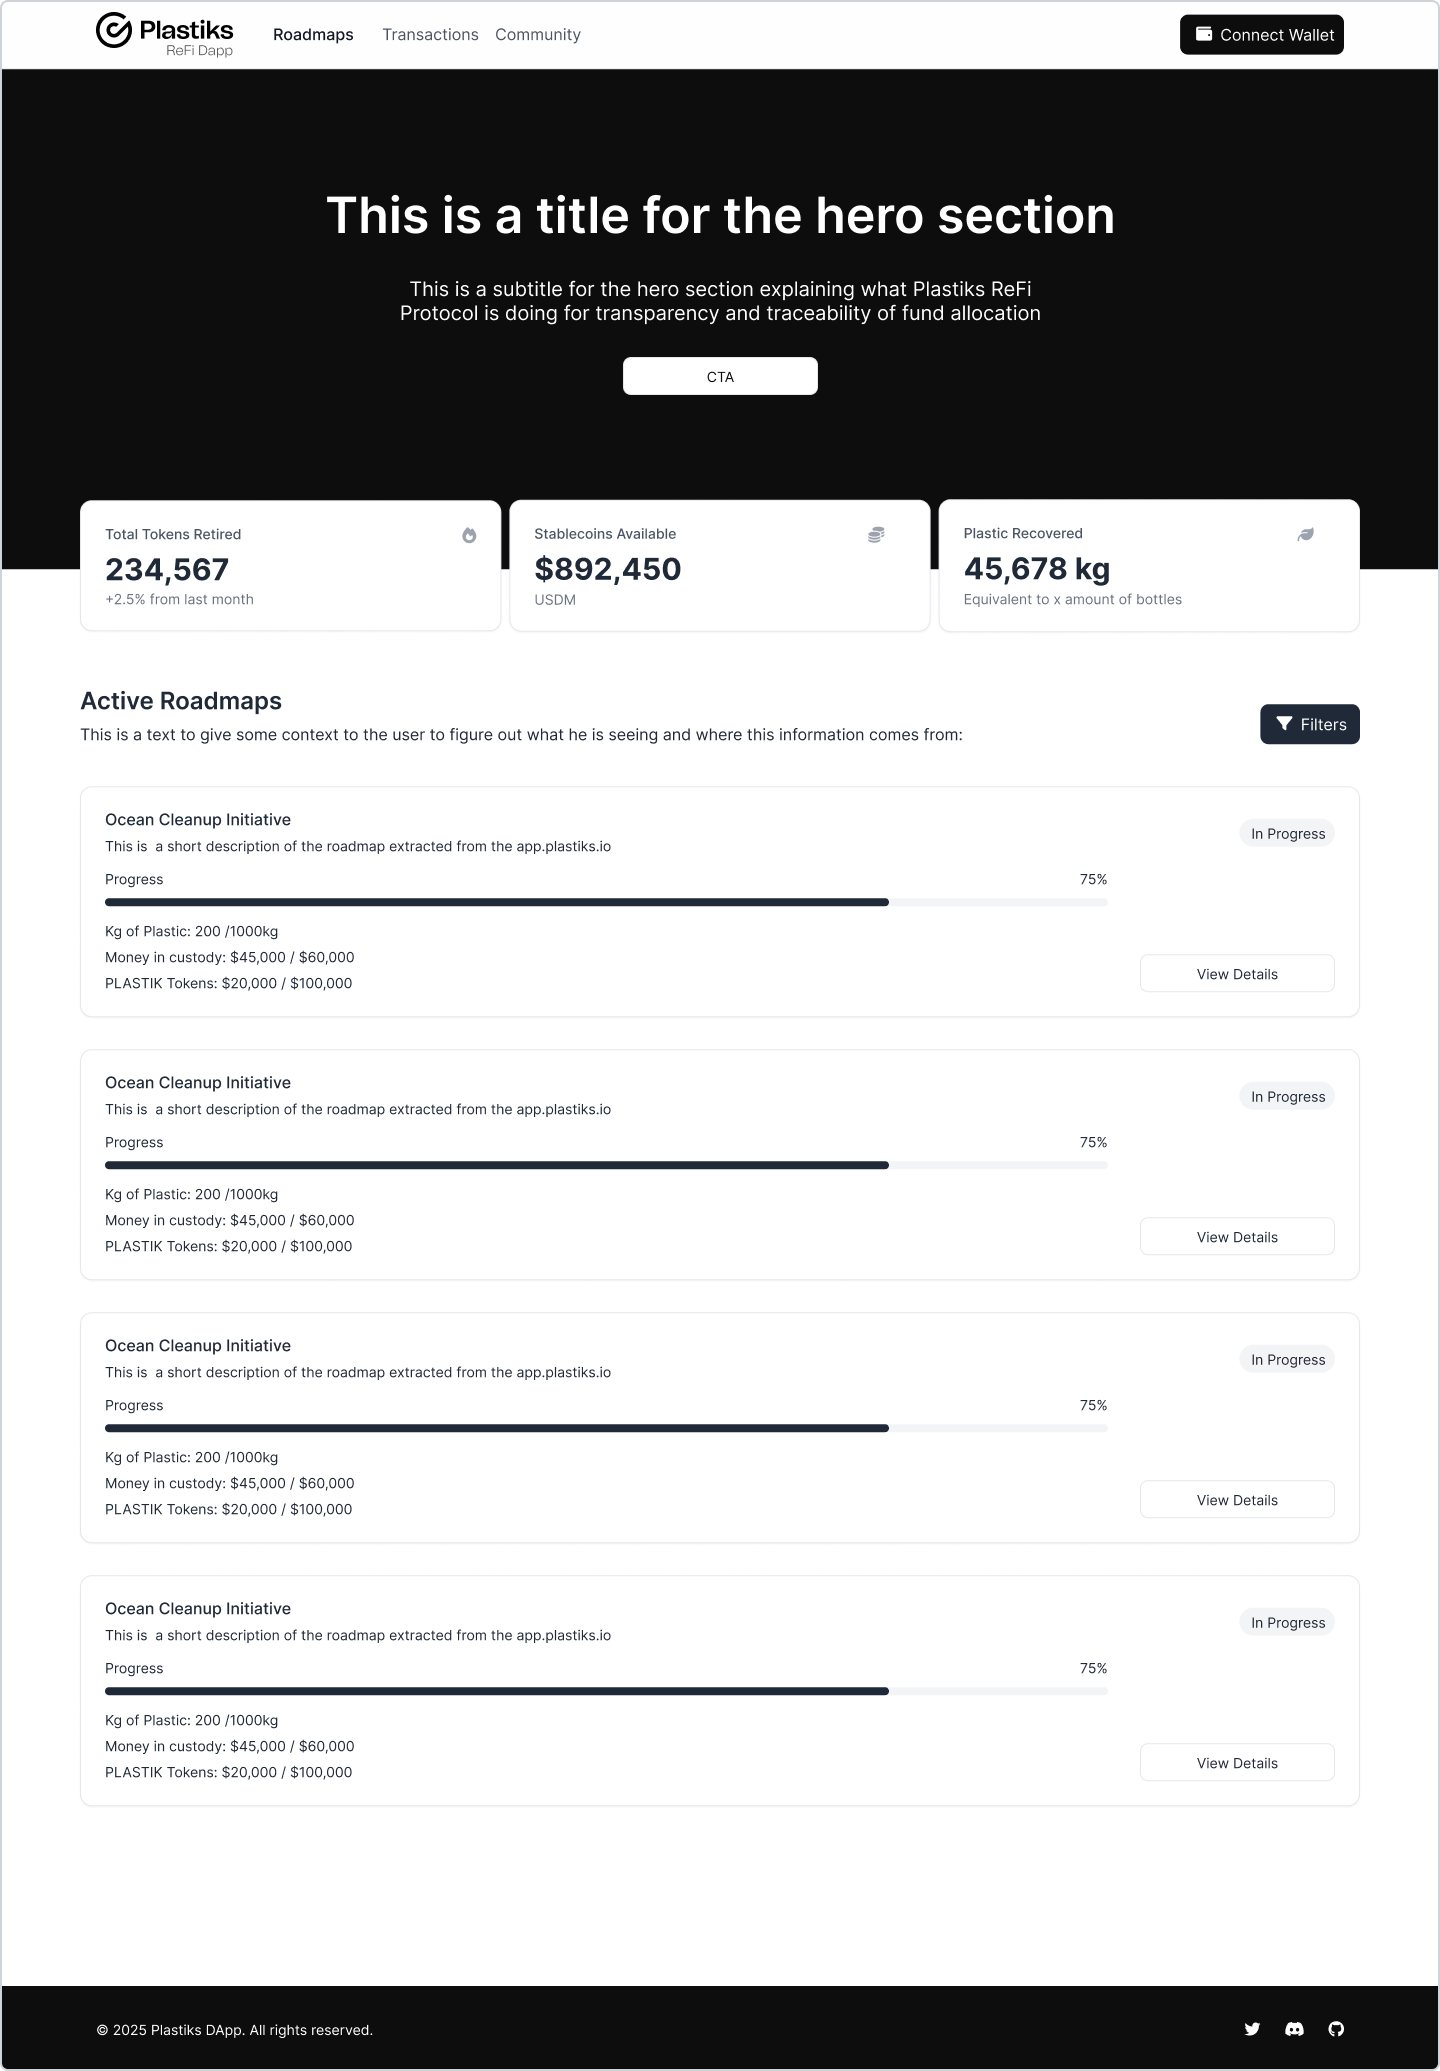 Plastiks
ReFi Dapp
Roadmaps Transactions Community
Connect Wallet
This is a title for the hero section
This is a subtitle for the hero section explaining what Plastiks ReFi
Protocol is doing for transparency and traceability of fund allocation
CTA
Total Tokens Retired
234,567
+2.5% from last month
Stablecoins Available
$892,450
USDM
Plastic Recovered
45,678 kg
Equivalent to x amount of bottles
Active Roadmaps
This is a text to give some context to the user to figure out what he is seeing and where this information comes from:
Filters
Ocean Cleanup Initiative
In Progress
This is  a short description of the roadmap extracted from the app.plastiks.io
Progress 75%
Kg of Plastic: 200 /1000kg
Money in custody: $45,000 / $60,000
PLASTIK Tokens: $20,000 / $100,000
View Details
Ocean Cleanup Initiative
In Progress
This is  a short description of the roadmap extracted from the app.plastiks.io
Progress 75%
Kg of Plastic: 200 /1000kg
Money in custody: $45,000 / $60,000
PLASTIK Tokens: $20,000 / $100,000
View Details
Ocean Cleanup Initiative
In Progress
This is  a short description of the roadmap extracted from the app.plastiks.io
Progress 75%
Kg of Plastic: 200 /1000kg
Money in custody: $45,000 / $60,000
PLASTIK Tokens: $20,000 / $100,000
View Details
Ocean Cleanup Initiative
In Progress
This is  a short description of the roadmap extracted from the app.plastiks.io
Progress 75%
Kg of Plastic: 200 /1000kg
Money in custody: $45,000 / $60,000
PLASTIK Tokens: $20,000 / $100,000
View Details
© 2025 Plastiks DApp. All rights reserved.